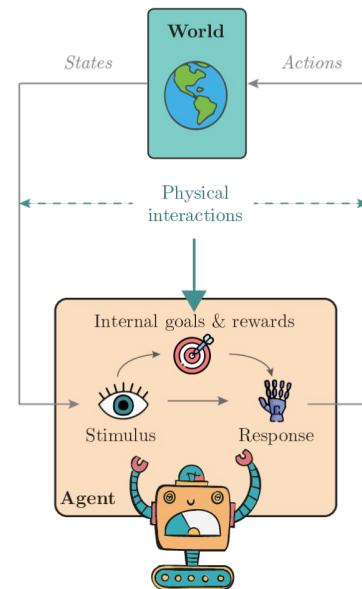 World
States
Actions
Physical
interactions
Internal goals & rewards
Stimulus
Response
Agent